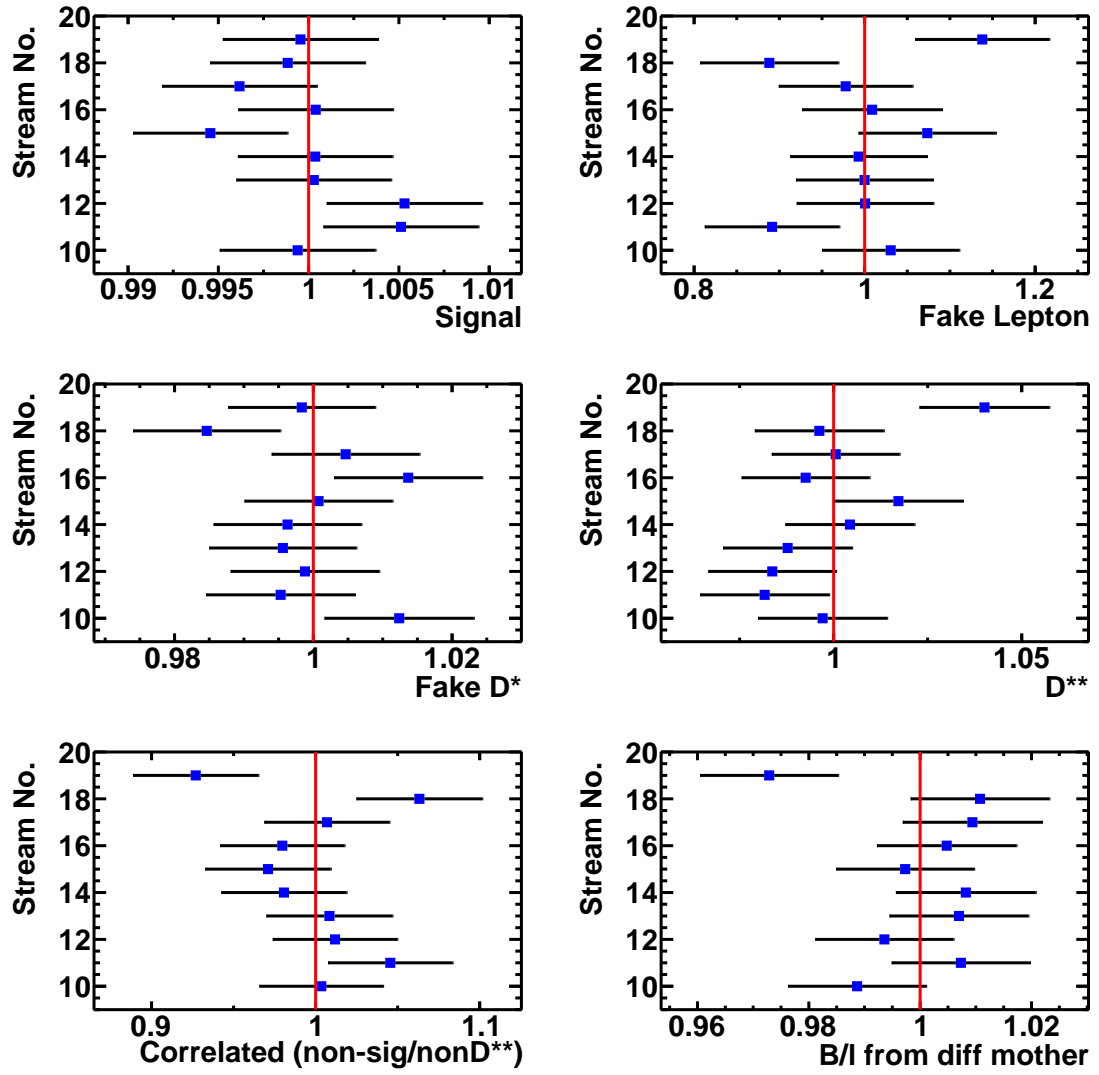 Stream No.
20
18
16
14
12
10
0.99 0.995 1 1.005 1.01
Signal
Stream No.
20
18
16
14
12
10
0.8 1 1.2
Fake Lepton
Stream No.
20
18
16
14
12
10
0.98 1 1.02
Fake D*
Stream No.
20
18
16
14
12
10
1 1.05
D**
Stream No.
20
18
16
14
12
10
0.9 1 1.1
Correlated (non-sig/nonD**)
Stream No.
20
18
16
14
12
10
0.96 0.98 1 1.02
B/l from diff mother